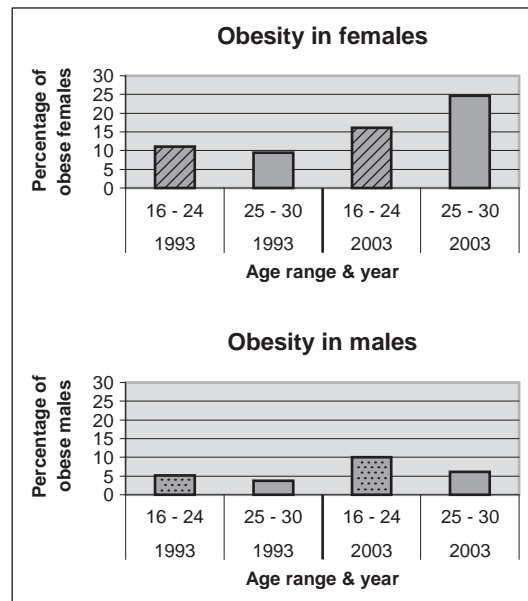 Obesity in females
Percentage of
obese females
30
25
20
15
10
5
0
16 - 24 25 - 30 16 - 24 25 - 30
1993 1993 2003 2003
Age range & year
Obesity in males
Percentage of
obese males
30
25
20
15
10
5
0
16 - 24 25 - 30 16 - 24 25 - 30
1993 1993 2003 2003
Age range & year